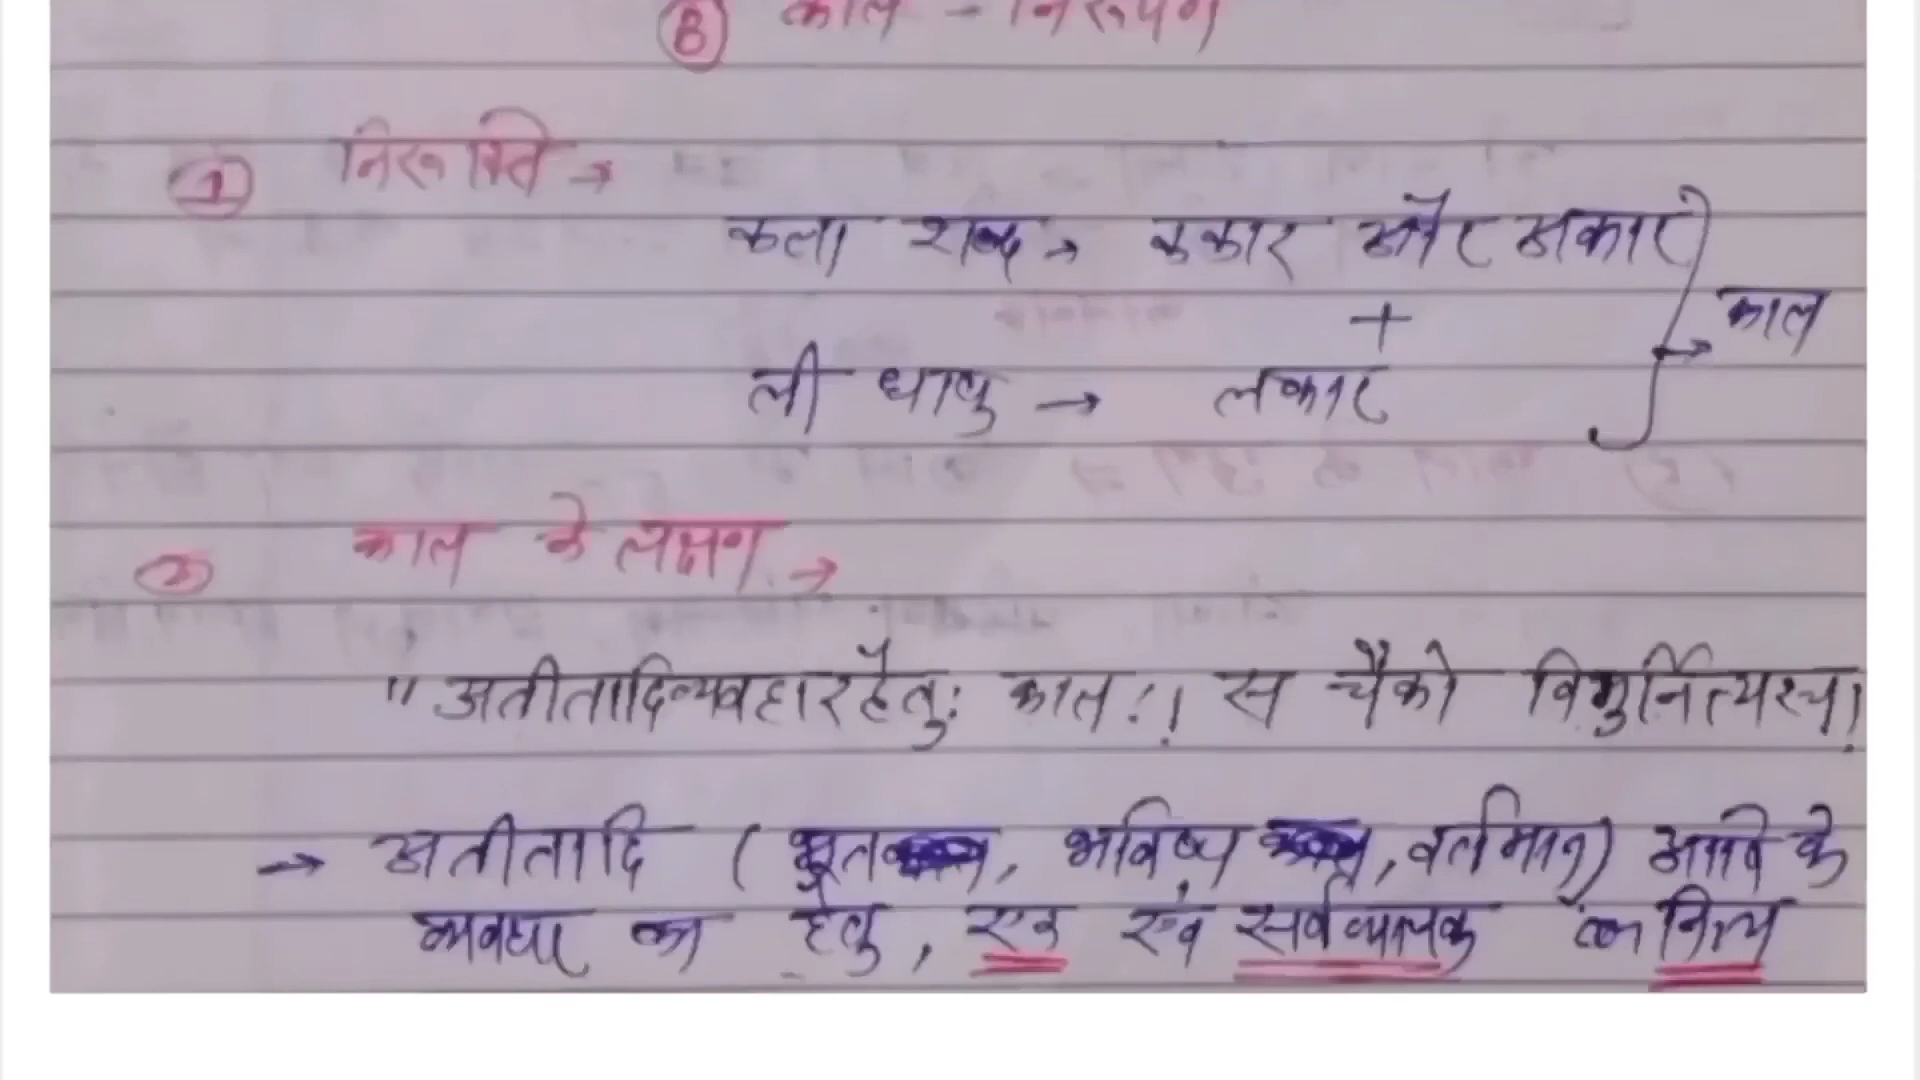 B काल - निरूपण
1 निरूक्ति →
कला शब्द → ककार और अकार
+
→ काल
ली धातु → लकार
2 काल के लक्षण →
"अतीतादिव्यवहारहेतुः कालः। स चैको विभुर्नित्यश्च।
→ अतीतादि ( भूत, भविष्य, वर्तमान) आदि के
व्यवहार का हेतु, एक एवं सर्वव्यापक व नित्य